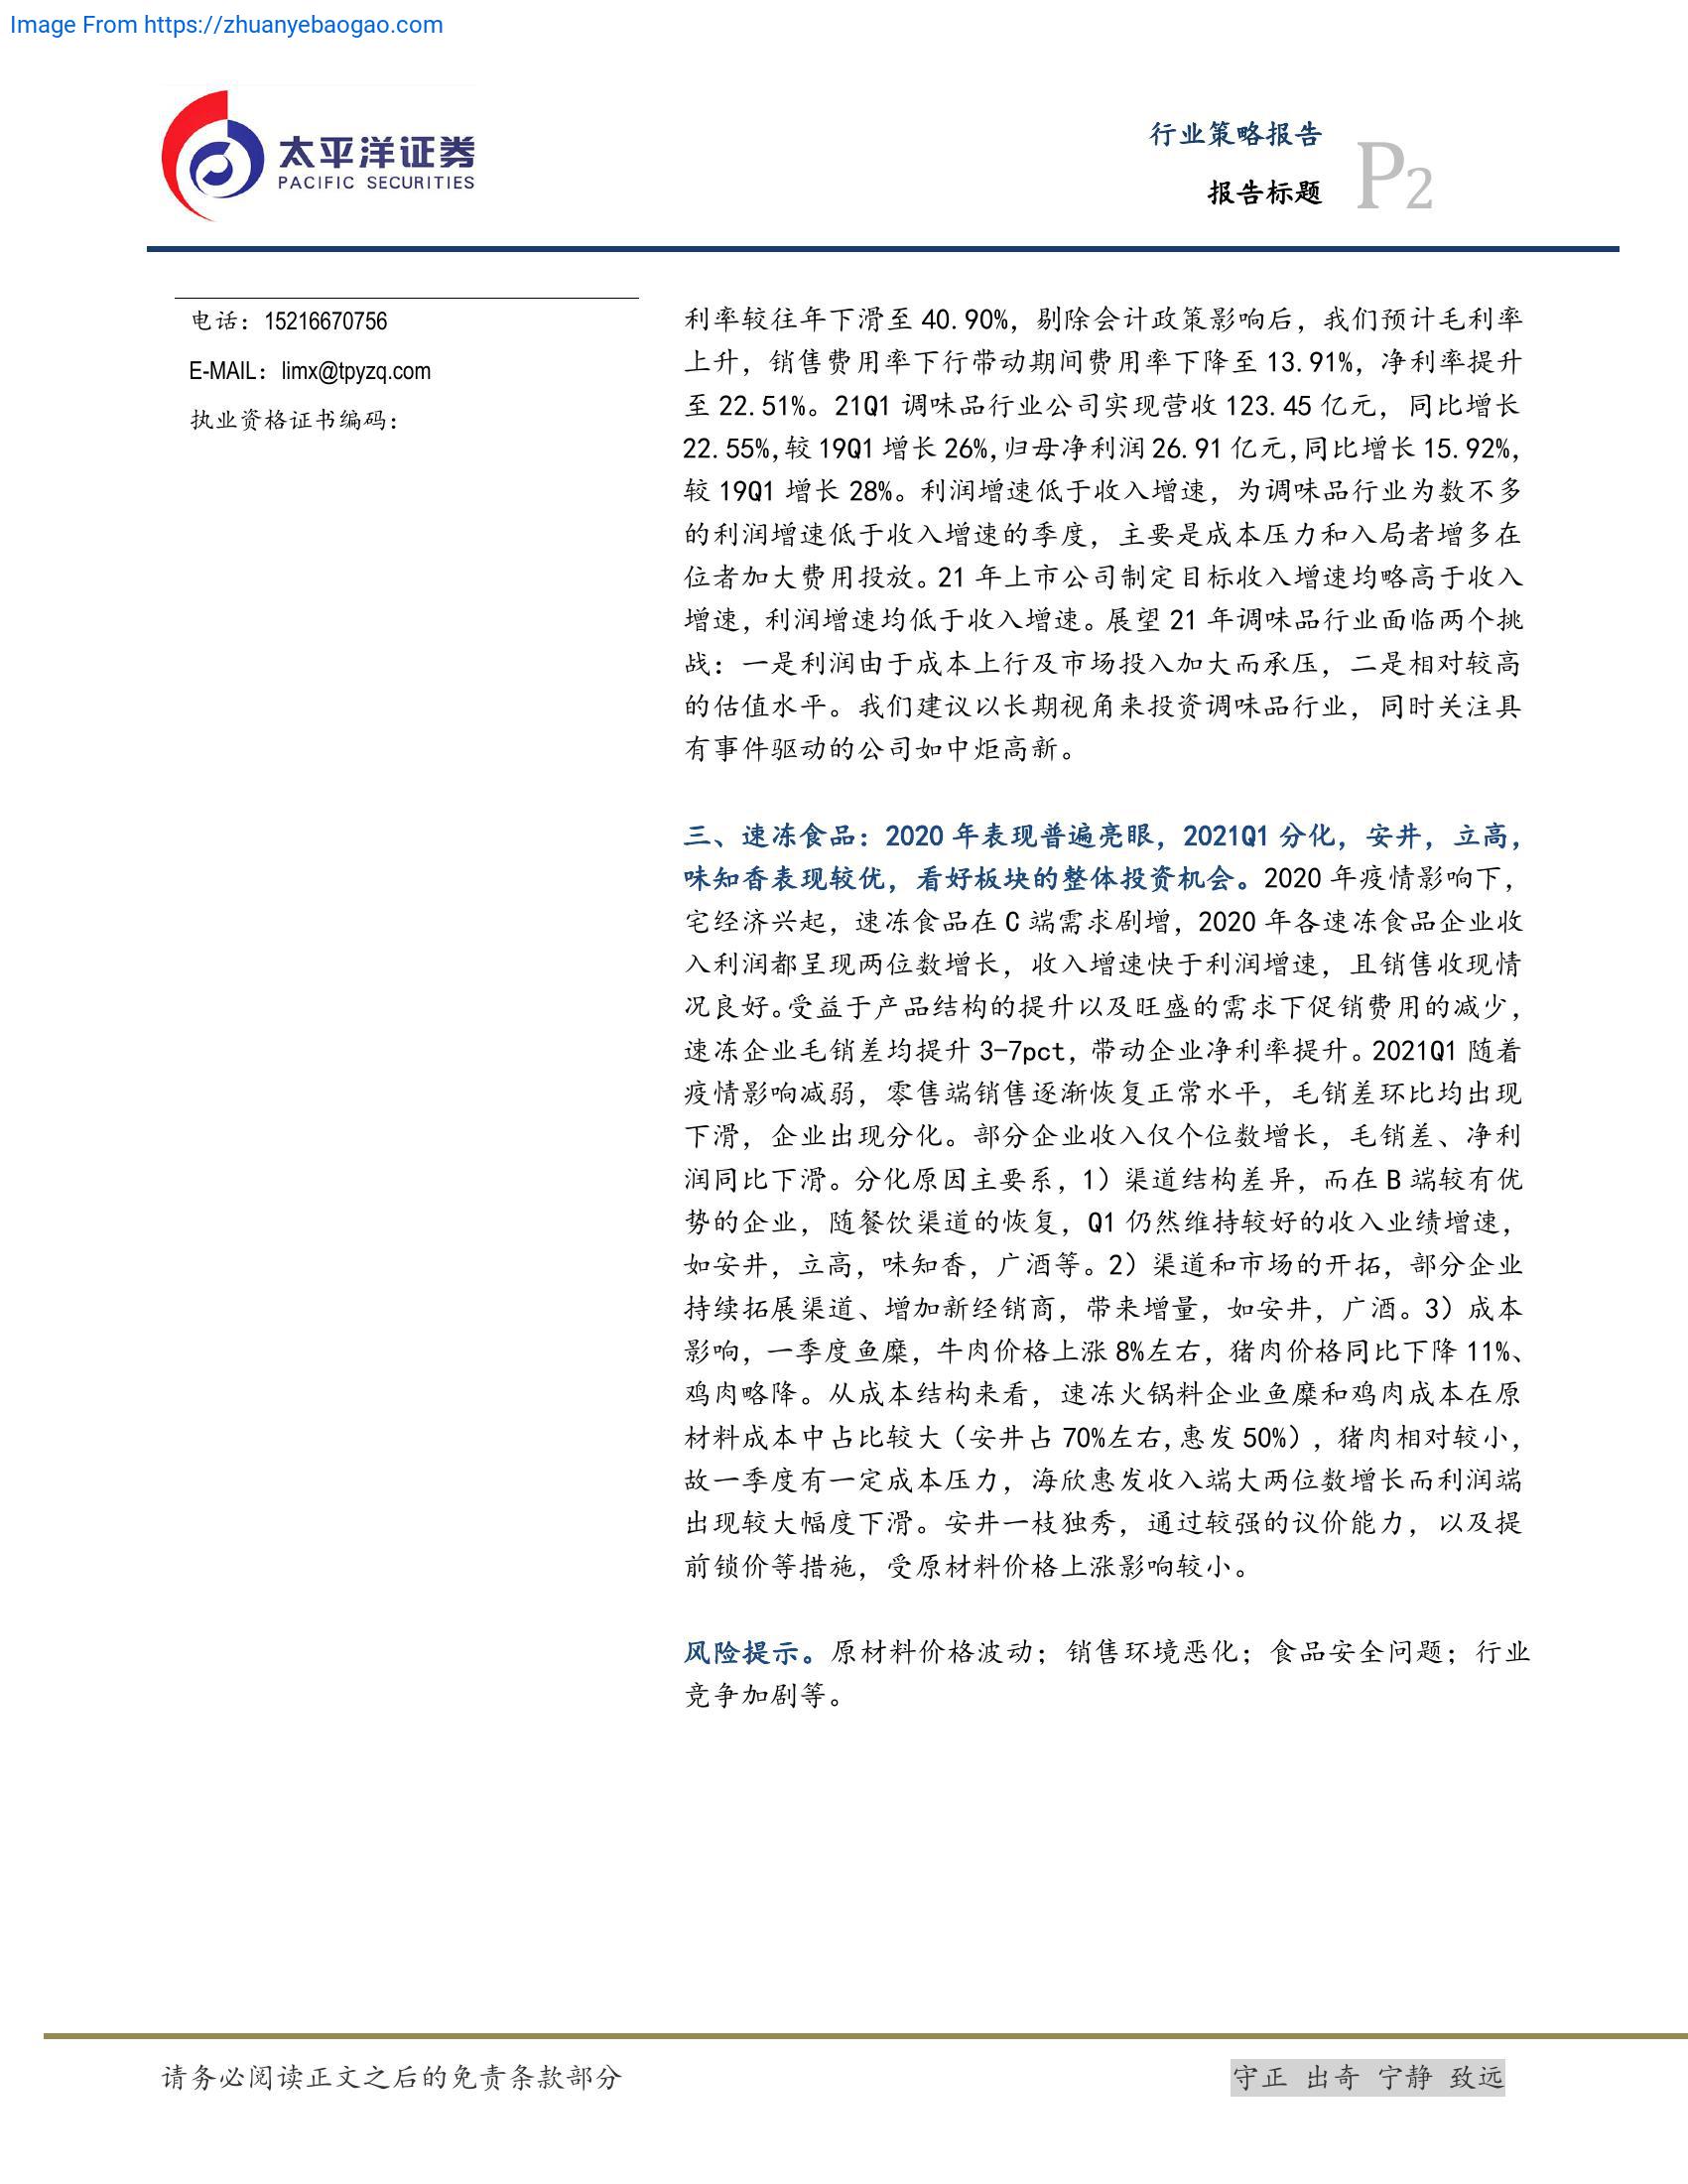 Image From https://zhuanyebaogao.com
太平洋证券
PACIFIC SECURITIES
行业策略报告
报告标题
P2
电话：15216670756
E-MAIL：limx@tpyzq.com
执业资格证书编码：
利率较往年下滑至 40.90%，剔除会计政策影响后，我们预计毛利率
上升，销售费用率下行带动期间费用率下降至 13.91%，净利率提升
至 22.51%。21Q1 调味品行业公司实现营收 123.45 亿元，同比增长
22.55%,较 19Q1 增长 26%,归母净利润 26.91 亿元,同比增长 15.92%,
较 19Q1 增长 28%。利润增速低于收入增速，为调味品行业为数不多
的利润增速低于收入增速的季度，主要是成本压力和入局者增多在
位者加大费用投放。21 年上市公司制定目标收入增速均略高于收入
增速，利润增速均低于收入增速。展望 21 年调味品行业面临两个挑
战：一是利润由于成本上行及市场投入加大而承压，二是相对较高
的估值水平。我们建议以长期视角来投资调味品行业，同时关注具
有事件驱动的公司如中炬高新。
三、速冻食品：2020 年表现普遍亮眼，2021Q1 分化，安井，立高，
味知香表现较优，看好板块的整体投资机会。2020 年疫情影响下，
宅经济兴起，速冻食品在 C 端需求剧增，2020 年各速冻食品企业收
入利润都呈现两位数增长，收入增速快于利润增速，且销售收现情
况良好。受益于产品结构的提升以及旺盛的需求下促销费用的减少，
速冻企业毛销差均提升 3-7pct，带动企业净利率提升。2021Q1 随着
疫情影响减弱，零售端销售逐渐恢复正常水平，毛销差环比均出现
下滑，企业出现分化。部分企业收入仅个位数增长，毛销差、净利
润同比下滑。分化原因主要系，1）渠道结构差异，而在 B 端较有优
势的企业，随餐饮渠道的恢复，Q1 仍然维持较好的收入业绩增速，
如安井，立高，味知香，广酒等。2）渠道和市场的开拓，部分企业
持续拓展渠道、增加新经销商，带来增量，如安井，广酒。3）成本
影响，一季度鱼糜，牛肉价格上涨 8%左右，猪肉价格同比下降 11%、
鸡肉略降。从成本结构来看，速冻火锅料企业鱼糜和鸡肉成本在原
材料成本中占比较大（安井占 70%左右,惠发 50%），猪肉相对较小，
故一季度有一定成本压力，海欣惠发收入端大两位数增长而利润端
出现较大幅度下滑。安井一枝独秀，通过较强的议价能力，以及提
前锁价等措施，受原材料价格上涨影响较小。
风险提示。原材料价格波动；销售环境恶化；食品安全问题；行业
竞争加剧等。
请务必阅读正文之后的免责条款部分
守正 出奇 宁静 致远